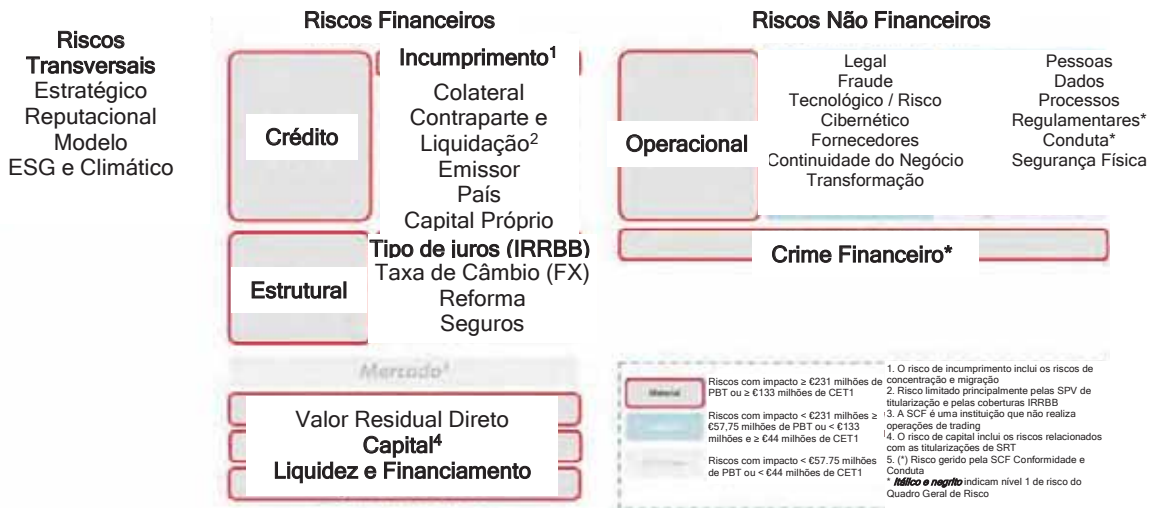 Riscos
Transversais
Estratégico
Reputacional
Modelo
ESG e Climático
Riscos Financeiros
Crédito
Incumprimento¹
Colateral
Contraparte e
Liquidação²
Emissor
País
Capital Próprio
Estrutural
Tipo de juros (IRRBB)
Taxa de Câmbio (FX)
Reforma
Seguros
Mercado³
Valor Residual Direto
Capital⁴
Liquidez e Financiamento
Riscos Não Financeiros
Operacional
Legal
Fraude
Tecnológico / Risco
Cibernético
Fornecedores
Continuidade do Negócio
Transformação
Pessoas
Dados
Processos
Regulamentares*
Conduta*
Segurança Física
Crime Financeiro*
Material
Riscos com impacto ≥ €231 milhões de
PBT ou ≥ €133 milhões de CET1
Riscos com impacto < €231 milhões ≥
€57,75 milhões de PBT ou < €133
milhões e ≥ €44 milhões de CET1
Riscos com impacto < €57.75 milhões
de PBT ou < €44 milhões de CET1
1. O risco de incumprimento inclui os riscos de
concentração e migração
2. Risco limitado principalmente pelas SPV de
titularização e pelas coberturas IRRBB
3. A SCF é uma instituição que não realiza
operações de trading
4. O risco de capital inclui os riscos relacionados
com as titularizações de SRT
5. (*) Risco gerido pela SCF Conformidade e
Conduta
* Itálico e negrito indicam nível 1 de risco do
Quadro Geral de Risco